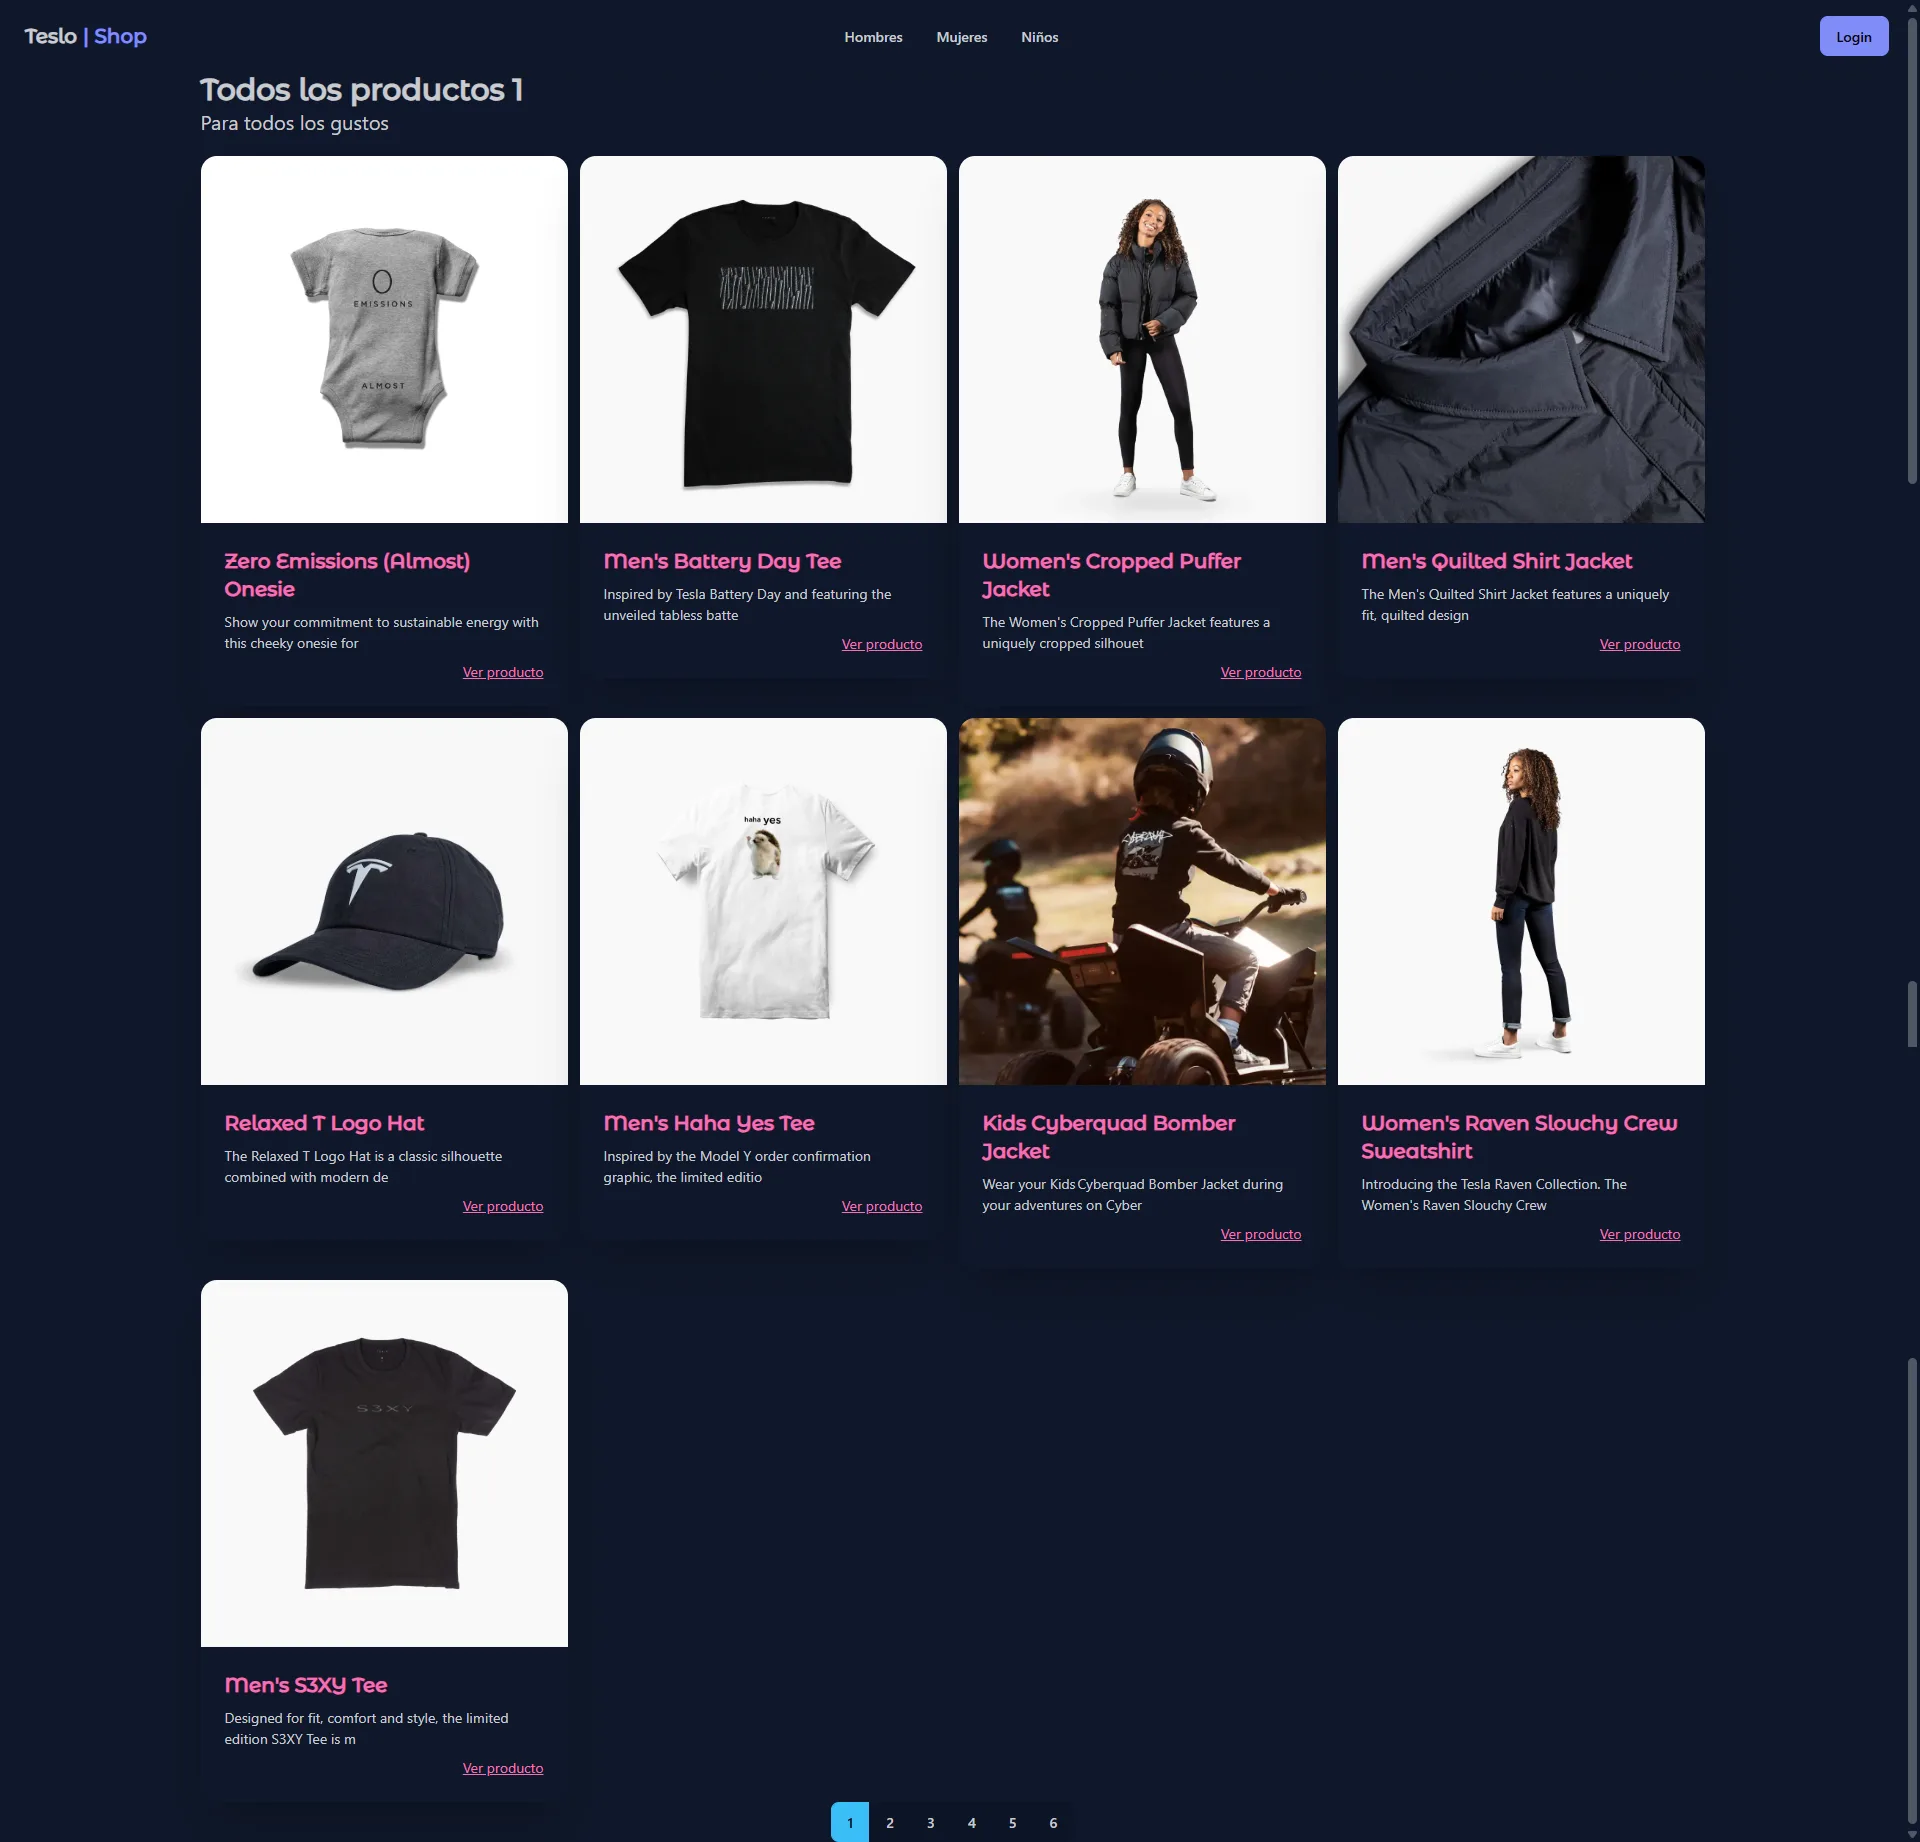 Teslo | Shop
Hombres
Mujeres
Niños
Login
Todos los productos 1
Para todos los gustos
O
EMISSIONS
ALMOST
Zero Emissions (Almost)
Onesie
Show your commitment to sustainable energy with
this cheeky onesie for
Ver producto
Men's Battery Day Tee
Inspired by Tesla Battery Day and featuring the
unveiled tabless batte
Ver producto
Women's Cropped Puffer
Jacket
The Women's Cropped Puffer Jacket features a
uniquely cropped silhouet
Ver producto
Men's Quilted Shirt Jacket
The Men's Quilted Shirt Jacket features a uniquely
fit, quilted design
Ver producto
haha yes
Relaxed T Logo Hat
The Relaxed T Logo Hat is a classic silhouette
combined with modern de
Ver producto
Men's Haha Yes Tee
Inspired by the Model Y order confirmation
graphic, the limited editio
Ver producto
Kids Cyberquad Bomber
Jacket
Wear your Kids Cyberquad Bomber Jacket during
your adventures on Cyber
Ver producto
Women's Raven Slouchy Crew
Sweatshirt
Introducing the Tesla Raven Collection. The
Women's Raven Slouchy Crew
Ver producto
S3XY
Men's S3XY Tee
Designed for fit, comfort and style, the limited
edition S3XY Tee is m
Ver producto
1 2 3 4 5 6